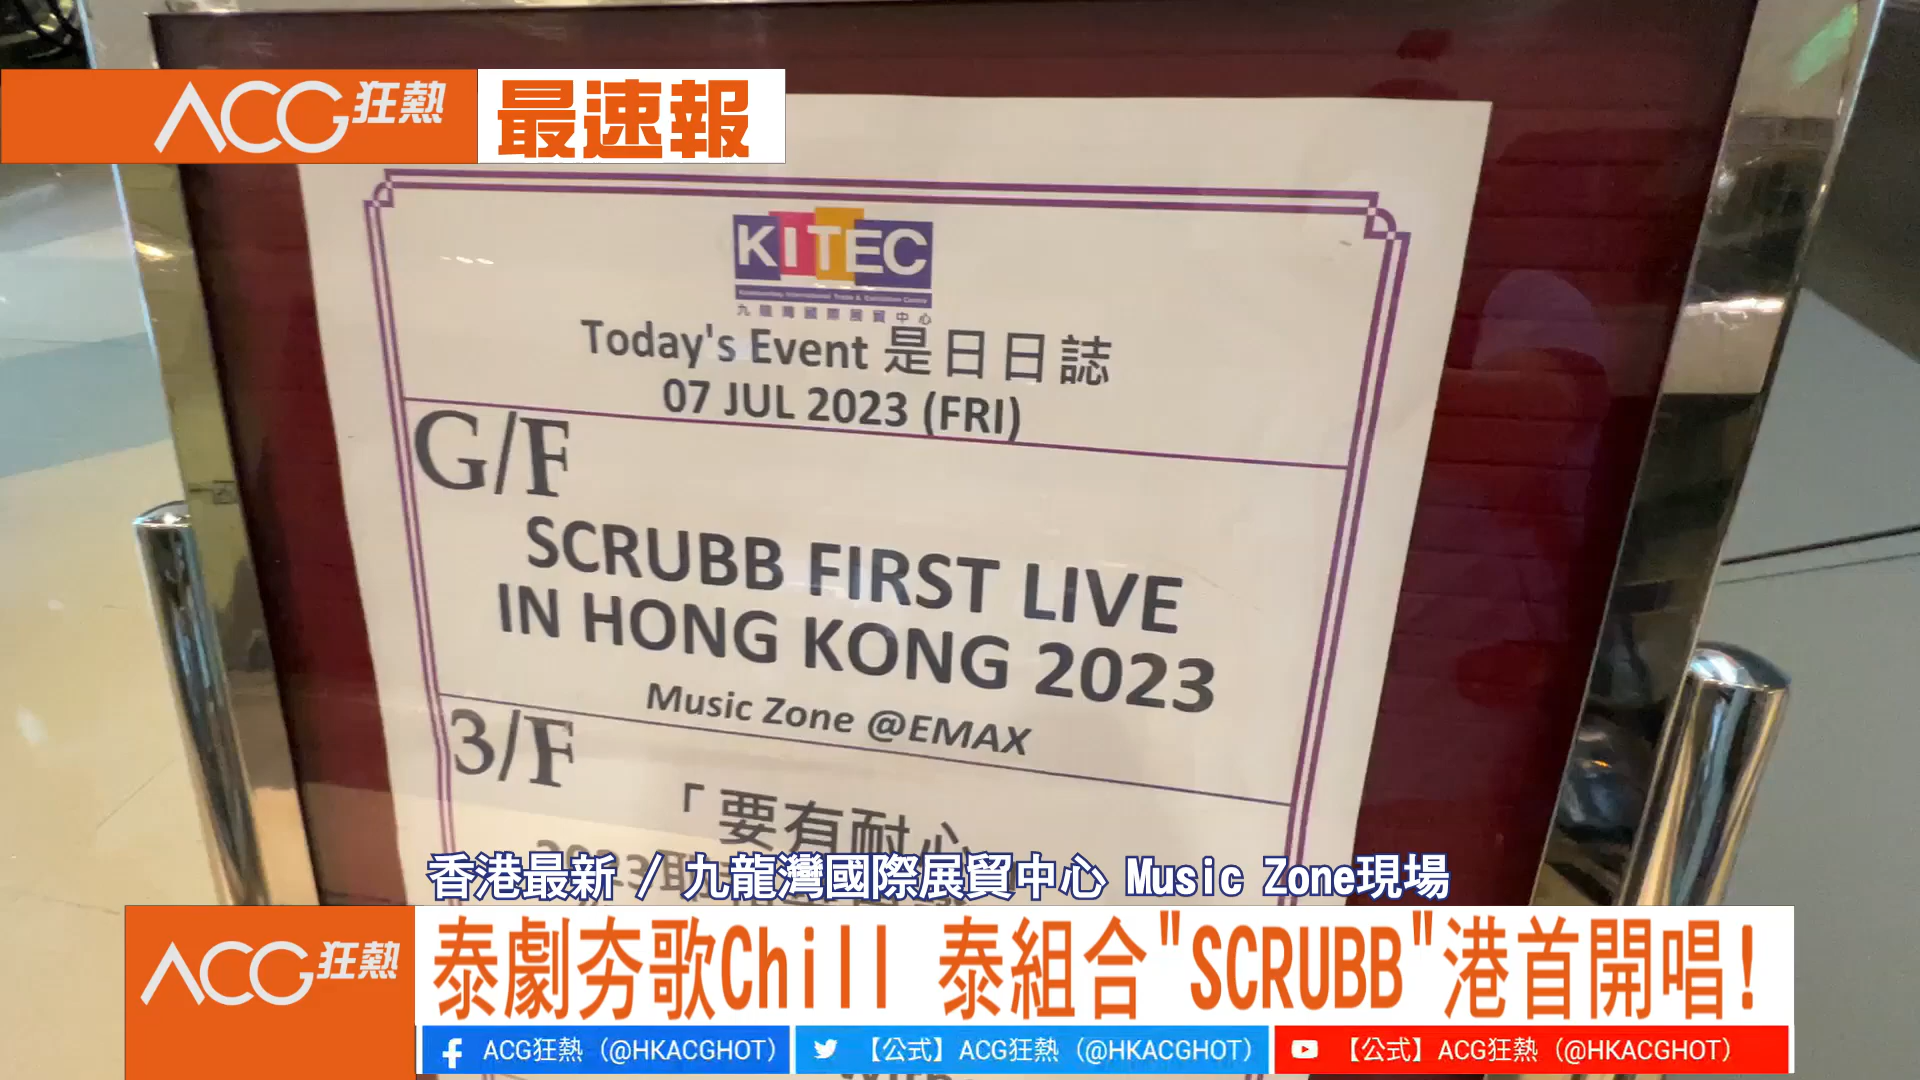 ACG狂熱 最速報
KITEC
Kowloonbay International Trade & Exhibition Centre
九龍灣國際展貿中心
Today's Event 是日日誌
07 JUL 2023 (FRI)
G/F
SCRUBB FIRST LIVE
IN HONG KONG 2023
Music Zone @EMAX
3/F
「要有耐心
香港最新 / 九龍灣國際展貿中心 Music Zone現場
ACG狂熱
泰劇夯歌Chill 泰組合"SCRUBB"港首開唱!
ACG狂熱（@HKACGHOT）
【公式】ACG狂熱（@HKACGHOT）
【公式】ACG狂熱（@HKACGHOT）